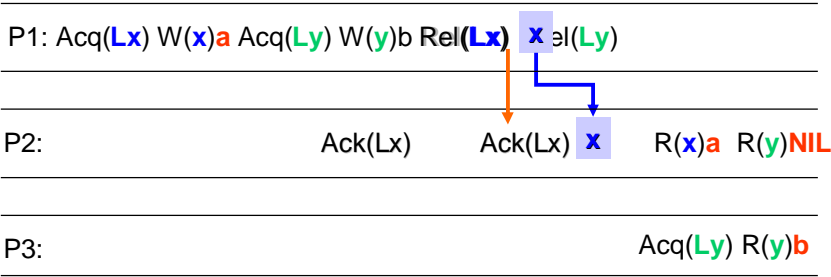 P1: Acq(Lx) W(x)a Acq(Ly) W(y)b Rel(Lx) x el(Ly)
P2: Ack(Lx) Ack(Lx) x R(x)a R(y)NIL
P3: Acq(Ly) R(y)b